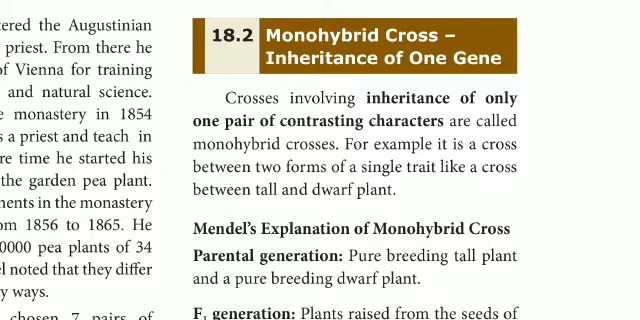 tered the Augustinian
priest. From there he
of Vienna for training
and natural science.
monastery in 1854
s a priest and teach in
re time he started his
the garden pea plant.
ments in the monastery
om 1856 to 1865. He
0000 pea plants of 34
el noted that they differ
y ways.
chosen 7 pairs of
18.2 Monohybrid Cross –
Inheritance of One Gene
Crosses involving inheritance of only
one pair of contrasting characters are called
monohybrid crosses. For example it is a cross
between two forms of a single trait like a cross
between tall and dwarf plant.
Mendel's Explanation of Monohybrid Cross
Parental generation: Pure breeding tall plant
and a pure breeding dwarf plant.
F₁ generation: Plants raised from the seeds of